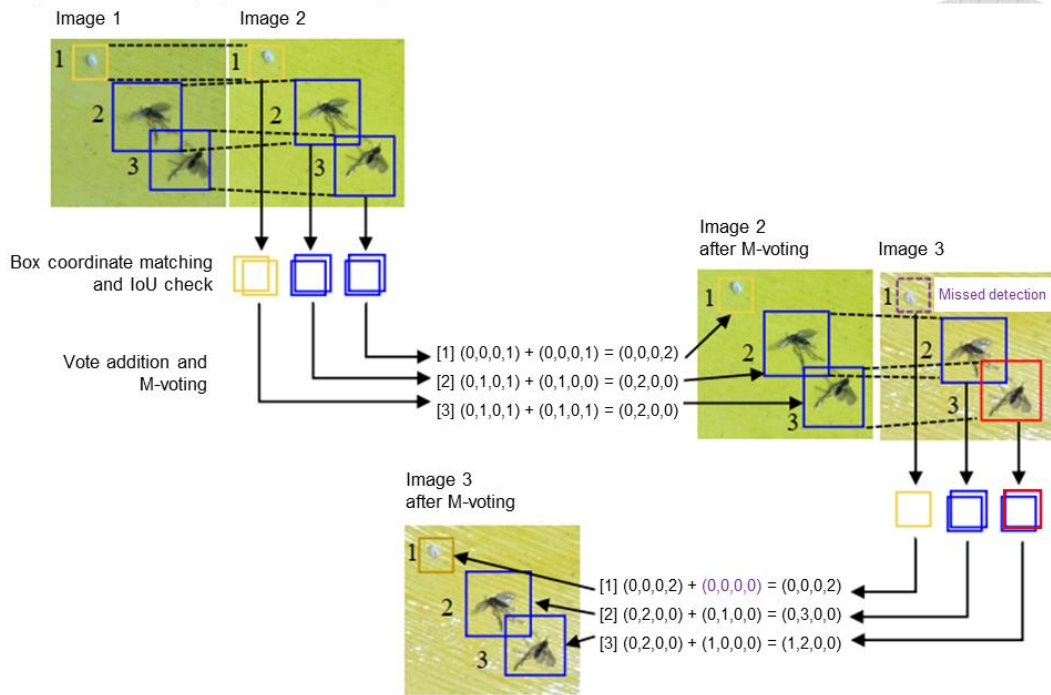 Image 1
Image 2
1
2
3
1
2
3
Box coordinate matching
and IoU check
Vote addition and
M-voting
[1] (0,0,0,1) + (0,0,0,1) = (0,0,0,2)
[2] (0,1,0,1) + (0,1,0,0) = (0,2,0,0)
[3] (0,1,0,1) + (0,1,0,1) = (0,2,0,0)
Image 2
after M-voting
Image 3
1
2
3
1
Missed detection
2
3
Image 3
after M-voting
1
2
3
[1] (0,0,0,2) + (0,0,0,0) = (0,0,0,2)
[2] (0,2,0,0) + (0,1,0,0) = (0,3,0,0)
[3] (0,2,0,0) + (1,0,0,0) = (1,2,0,0)